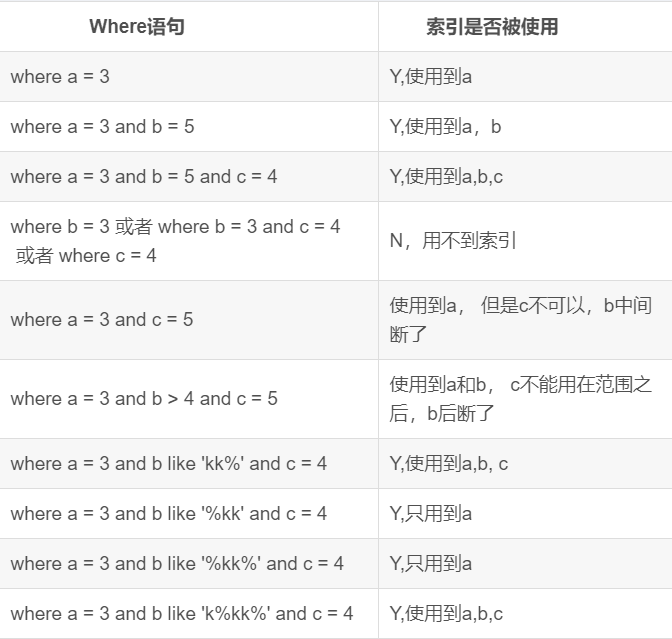 Where语句 索引是否被使用
where a = 3 Y,使用到a
where a = 3 and b = 5 Y,使用到a，b
where a = 3 and b = 5 and c = 4 Y,使用到a,b,c
where b = 3 或者 where b = 3 and c = 4
或者 where c = 4
N，用不到索引
where a = 3 and c = 5
使用到a， 但是c不可以，b中间
断了
where a = 3 and b > 4 and c = 5
使用到a和b， c不能用在范围之
后，b后断了
where a = 3 and b like 'kk%' and c = 4 Y,使用到a,b, c
where a = 3 and b like '%kk' and c = 4 Y,只用到a
where a = 3 and b like '%kk%' and c = 4 Y,只用到a
where a = 3 and b like 'k%kk%' and c = 4 Y,使用到a,b,c